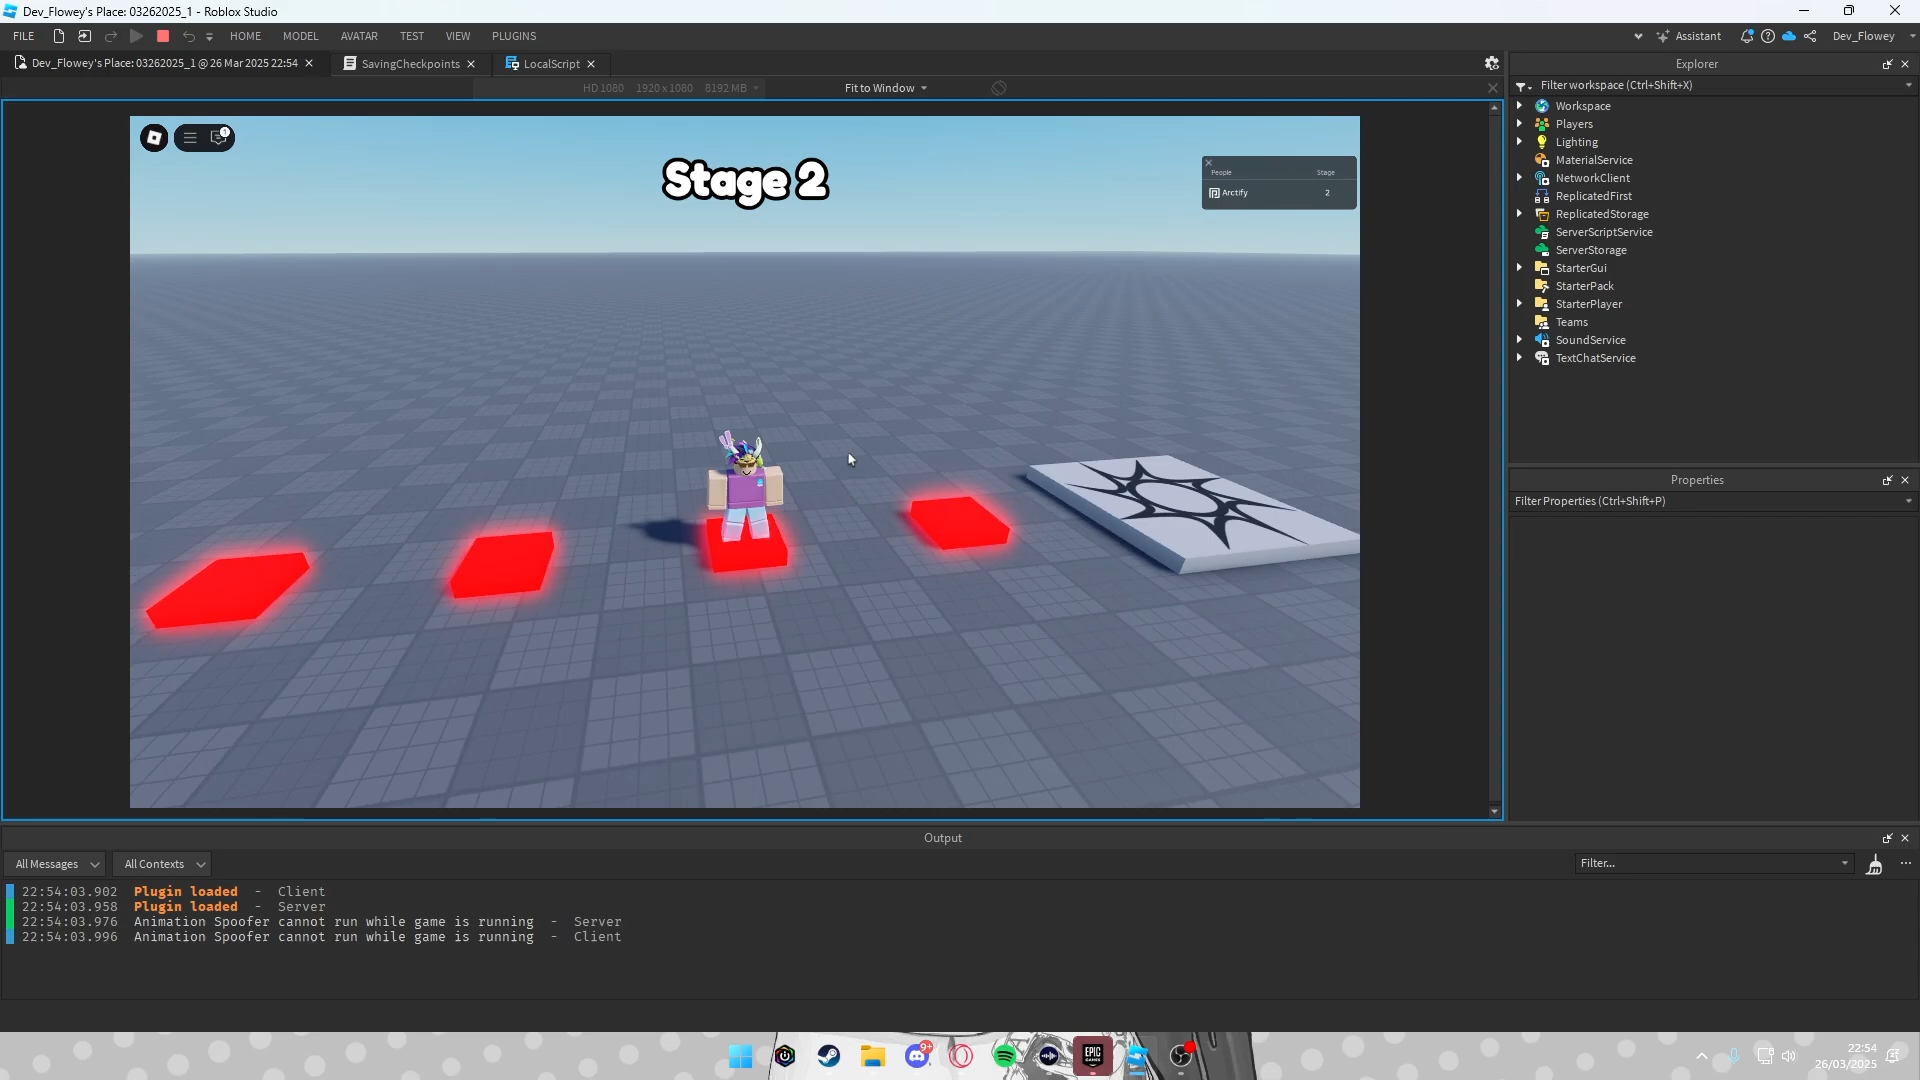 Dev_Flowey's Place: 03262025_1 - Roblox Studio
FILE HOME MODEL AVATAR TEST VIEW PLUGINS Assistant Dev_Flowey
Dev_Flowey's Place: 03262025_1 @ 26 Mar 2025 22:54 SavingCheckpoints LocalScript
HD 1080 1920 x 1080 8192 MB Fit to Window
Stage 2
1
People Stage
Arctify 2
Explorer
Filter workspace (Ctrl+Shift+X)
Workspace
Players
Lighting
MaterialService
NetworkClient
ReplicatedFirst
ReplicatedStorage
ServerScriptService
ServerStorage
StarterGui
StarterPack
StarterPlayer
Teams
SoundService
TextChatService
Properties
Filter Properties (Ctrl+Shift+P)
Output
All Messages All Contexts Filter...
22:54:03.902 Plugin loaded - Client
22:54:03.958 Plugin loaded - Server
22:54:03.976 Animation Spoofer cannot run while game is running - Server
22:54:03.996 Animation Spoofer cannot run while game is running - Client
9+
EPIC GAMES
22:54
26/03/2025